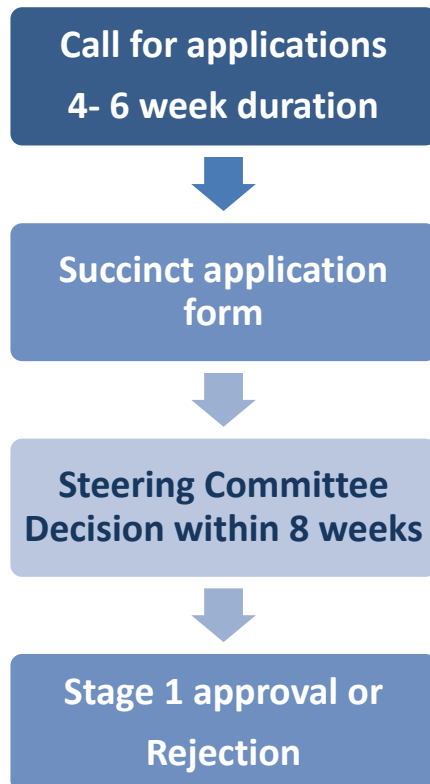 Call for applications
4- 6 week duration
Succinct application
form
Steering Committee
Decision within 8 weeks
Stage 1 approval or
Rejection